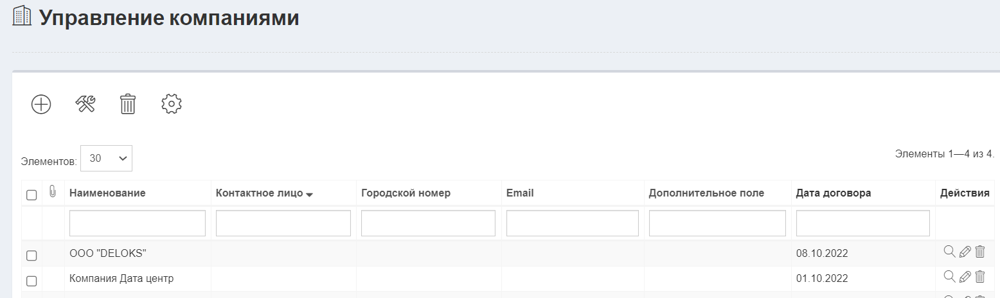 Управление компаниями
Элементов: 30
Элементы 1—4 из 4.
Наименование Контактное лицо Городской номер Email Дополнительное поле Дата договора Действия
ООО "DELOKS" 08.10.2022
Компания Дата центр 01.10.2022